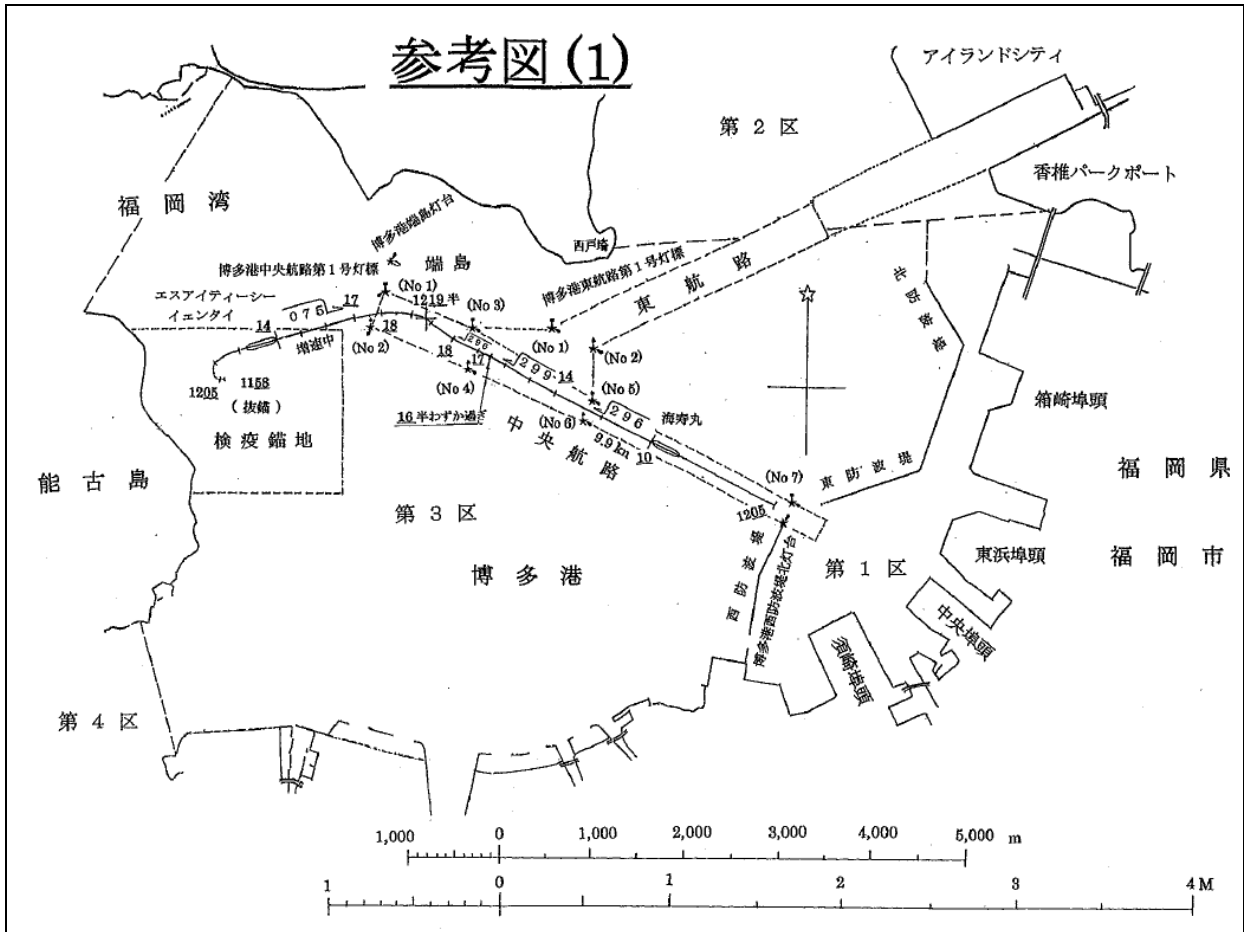 参考図(1)
アイランドシティ
第2区
香椎パークポート
福岡湾
博多港端島灯台
西戸崎
端島
博多港中央航路第1号灯標
博多港東航路第1号灯標
東航路
北防波堤
エスアイティーシー
イェンタイ
075
17
(No 1)
1219半
(No 3)
14
増速中
18
(No 2)
296
18
17
299
14
(No 1)
(No 2)
(No 4)
(No 5)
1205
1158
(抜錨)
16半わずか過ぎ
(No 6)
296
海寿丸
箱崎埠頭
検疫錨地
中央航路
9.9kn
10
(No 7)
東防波堤
福岡県
能古島
第3区
1205
西防波堤
博多港西防波堤北灯台
東浜埠頭
福岡市
博多港
第1区
中央埠頭
須崎埠頭
第4区
1,000 0 1,000 2,000 3,000 4,000 5,000 m
1 0 1 2 3 4 M